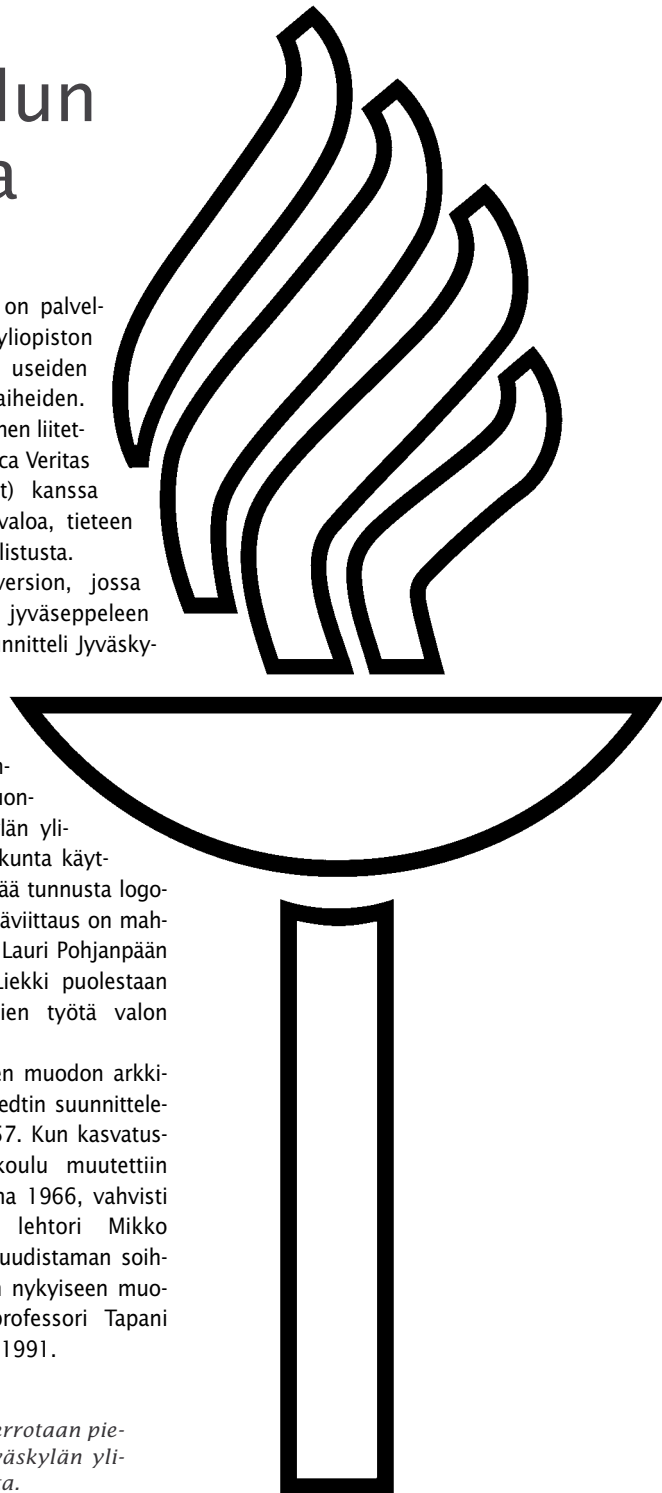 lun
a
on palvel-
yliopiston
useiden
aiheiden.
nen liitet-
ca Veritas
t) kanssa
valoa, tieteen
listusta.
version, jossa
jyväseppeleen
nnitteli Jyväsky-
n-
uon-
län yli-
kunta käyt-
ää tunnusta logo-
äviittaus on mah-
Lauri Pohjanpään
Liekki puolestaan
ien työtä valon
en muodon arkki-
edtin suunnittele-
57. Kun kasvatus-
koulu muutettiin
na 1966, vahvisti
lehtori Mikko
uudistaman soih-
n nykyiseen muo-
professori Tapani
1991.
errotaan pie-
väskylän yli-
ta.